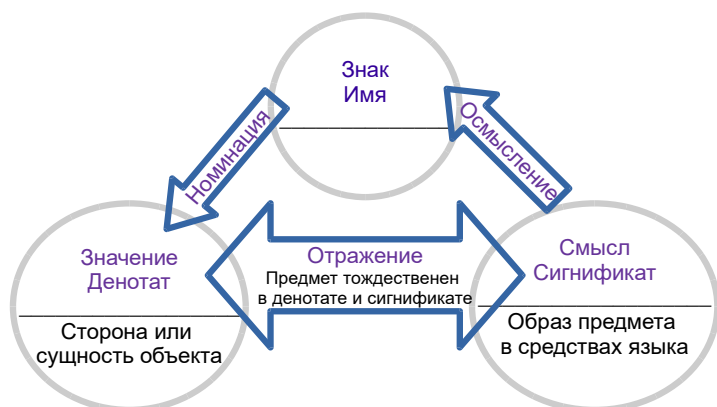 Знак
Имя
Номинация
Осмысление
Значение
Денотат
Сторона или
сущность объекта
Отражение
Предмет тождественен
в денотате и сигнификате
Смысл
Сигнификат
Образ предмета
в средствах языка